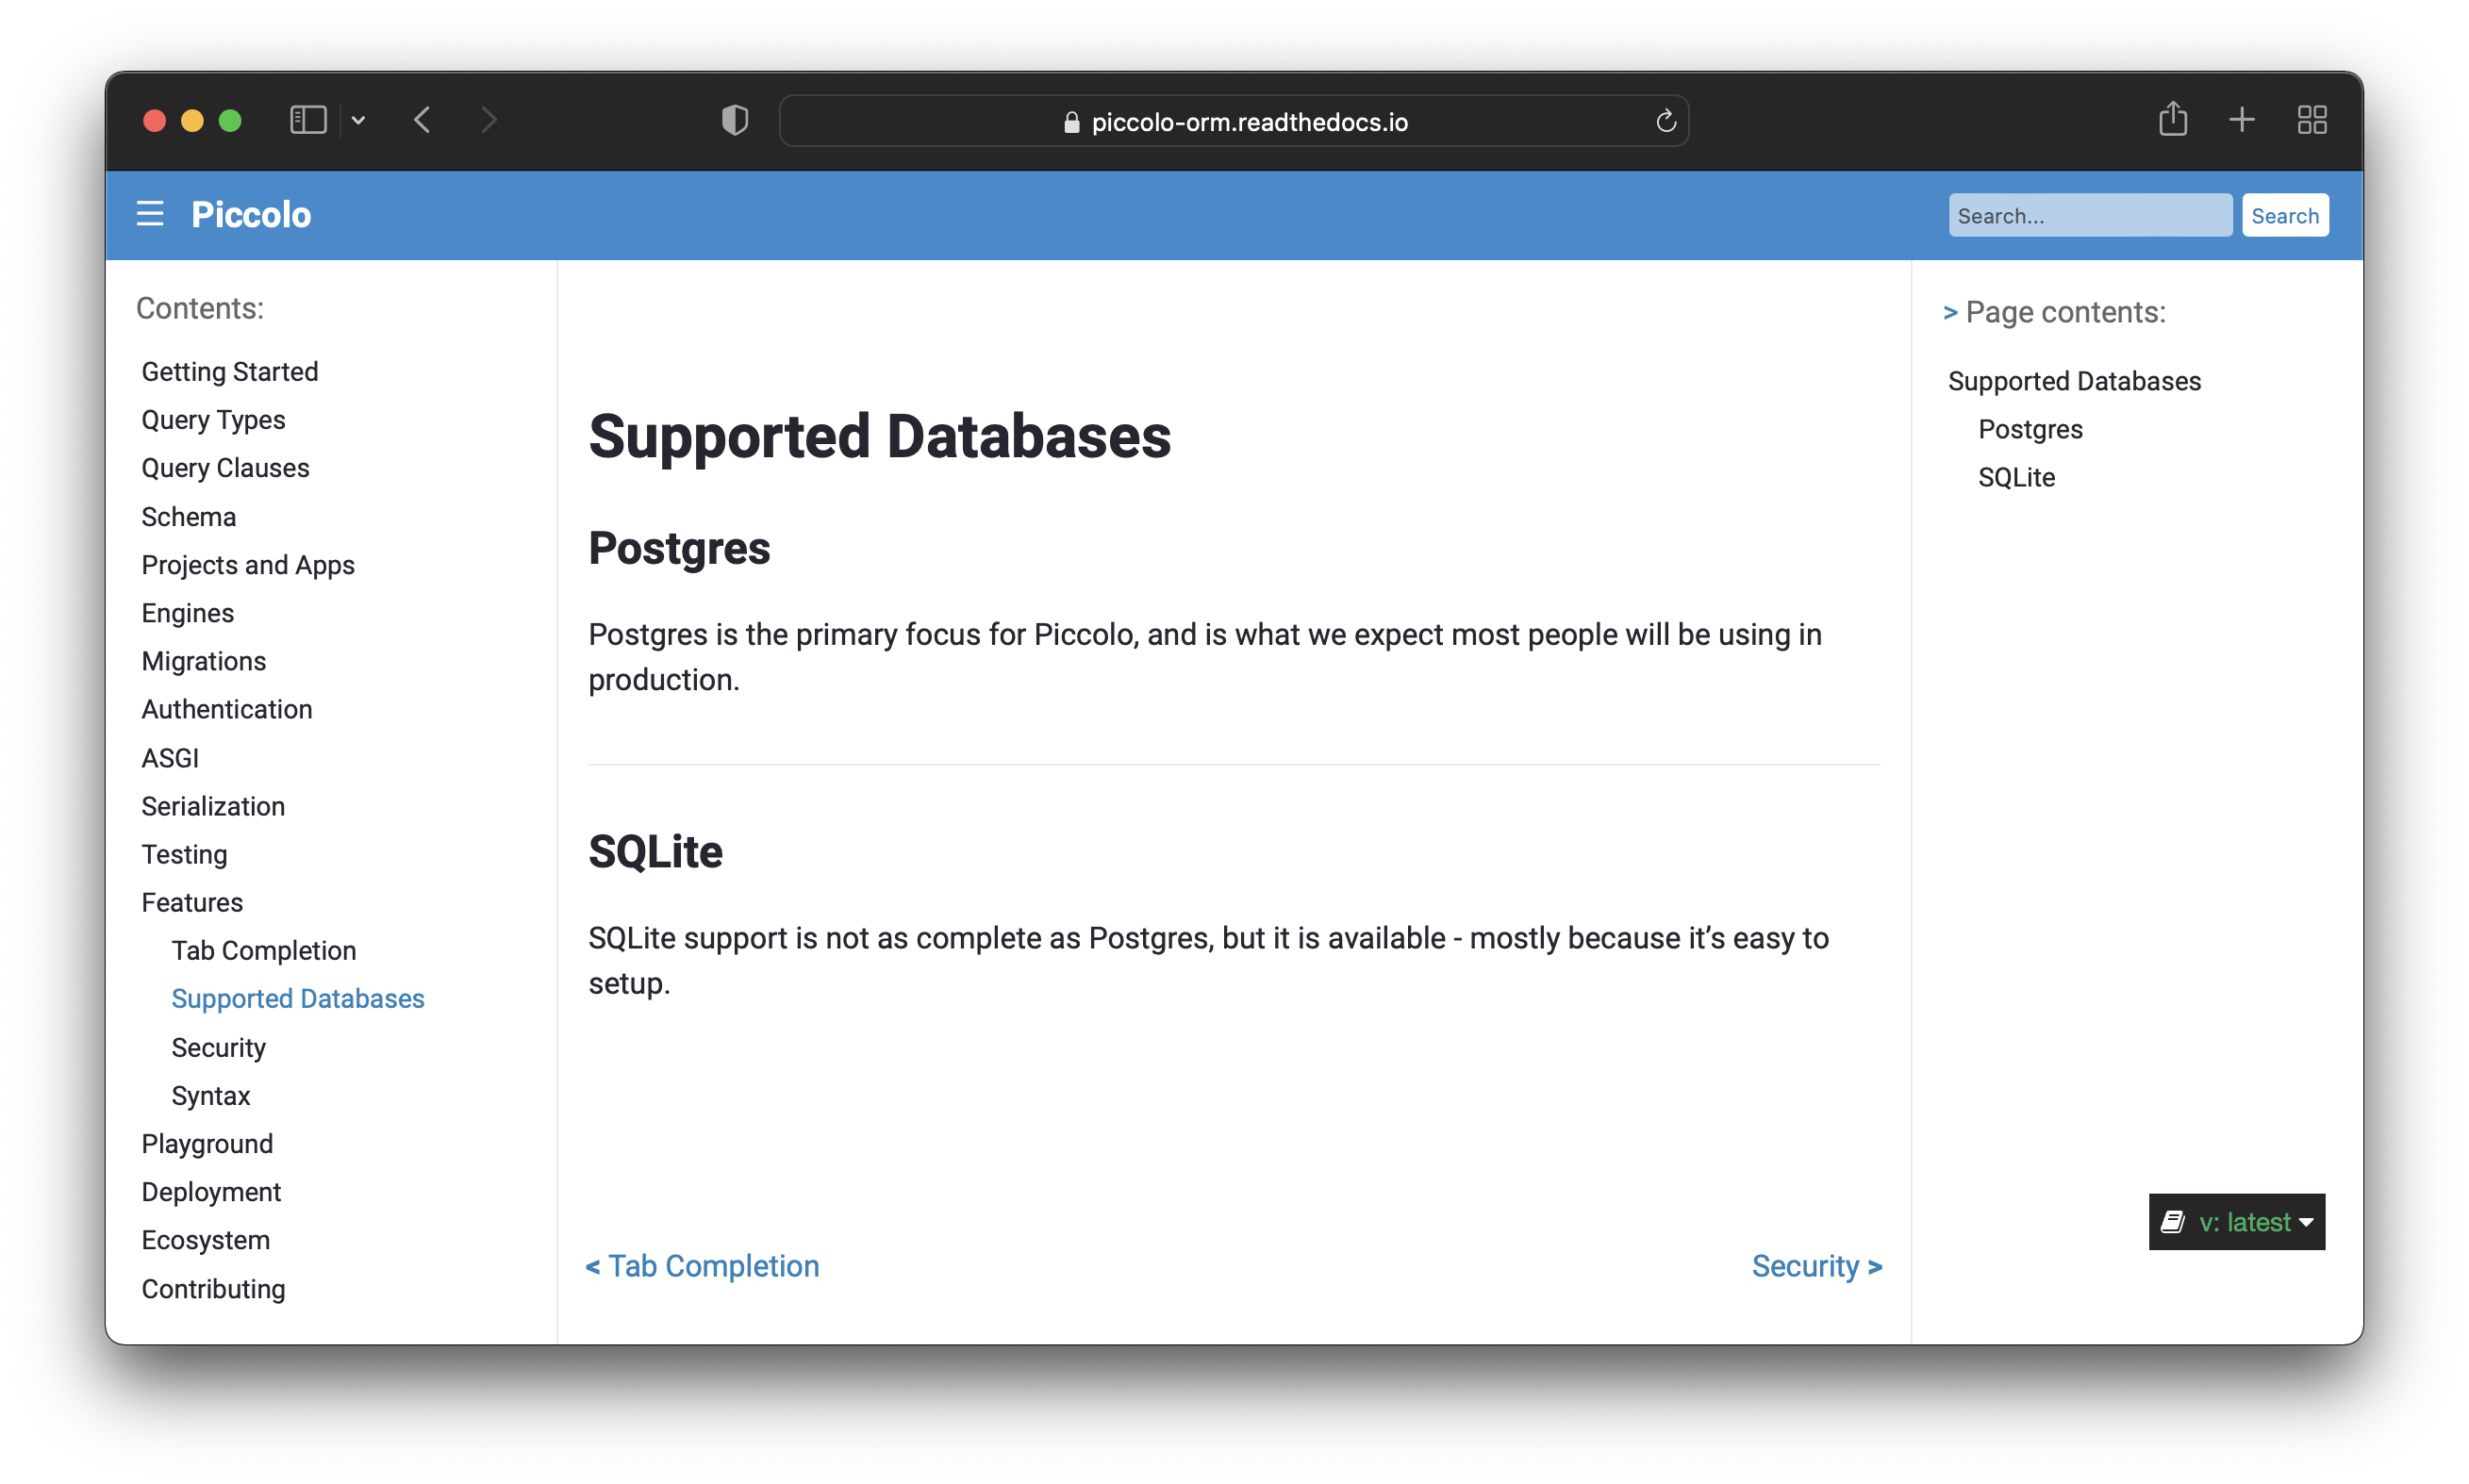 piccolo-orm.readthedocs.io
Piccolo
Search...
Search
Contents:
Getting Started
Query Types
Query Clauses
Schema
Projects and Apps
Engines
Migrations
Authentication
ASGI
Serialization
Testing
Features
Tab Completion
Supported Databases
Security
Syntax
Playground
Deployment
Ecosystem
Contributing
Supported Databases
Postgres
Postgres is the primary focus for Piccolo, and is what we expect most people will be using in
production.
SQLite
SQLite support is not as complete as Postgres, but it is available - mostly because it’s easy to
setup.
< Tab Completion
Security >
> Page contents:
Supported Databases
Postgres
SQLite
v: latest